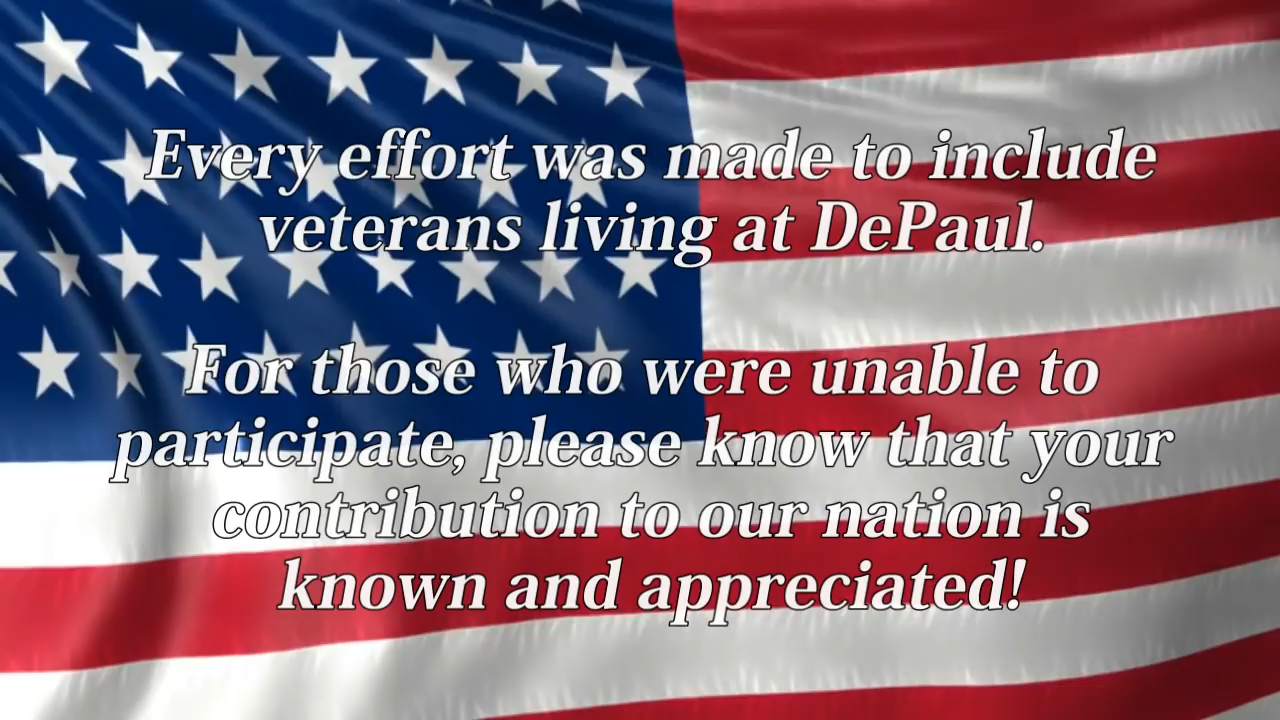 Every effort was made to include
veterans living at DePaul.
For those who were unable to
participate, please know that your
contribution to our nation is
known and appreciated!